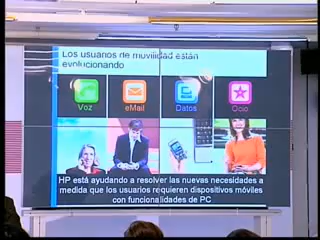 Los usuarios de movilidad están
evolucionando
Voz
eMail
Datos
Ocio
HP está ayudando a resolver las nuevas necesidades a
medida que los usuarios requieren dispositivos móviles
con funcionalidades de PC